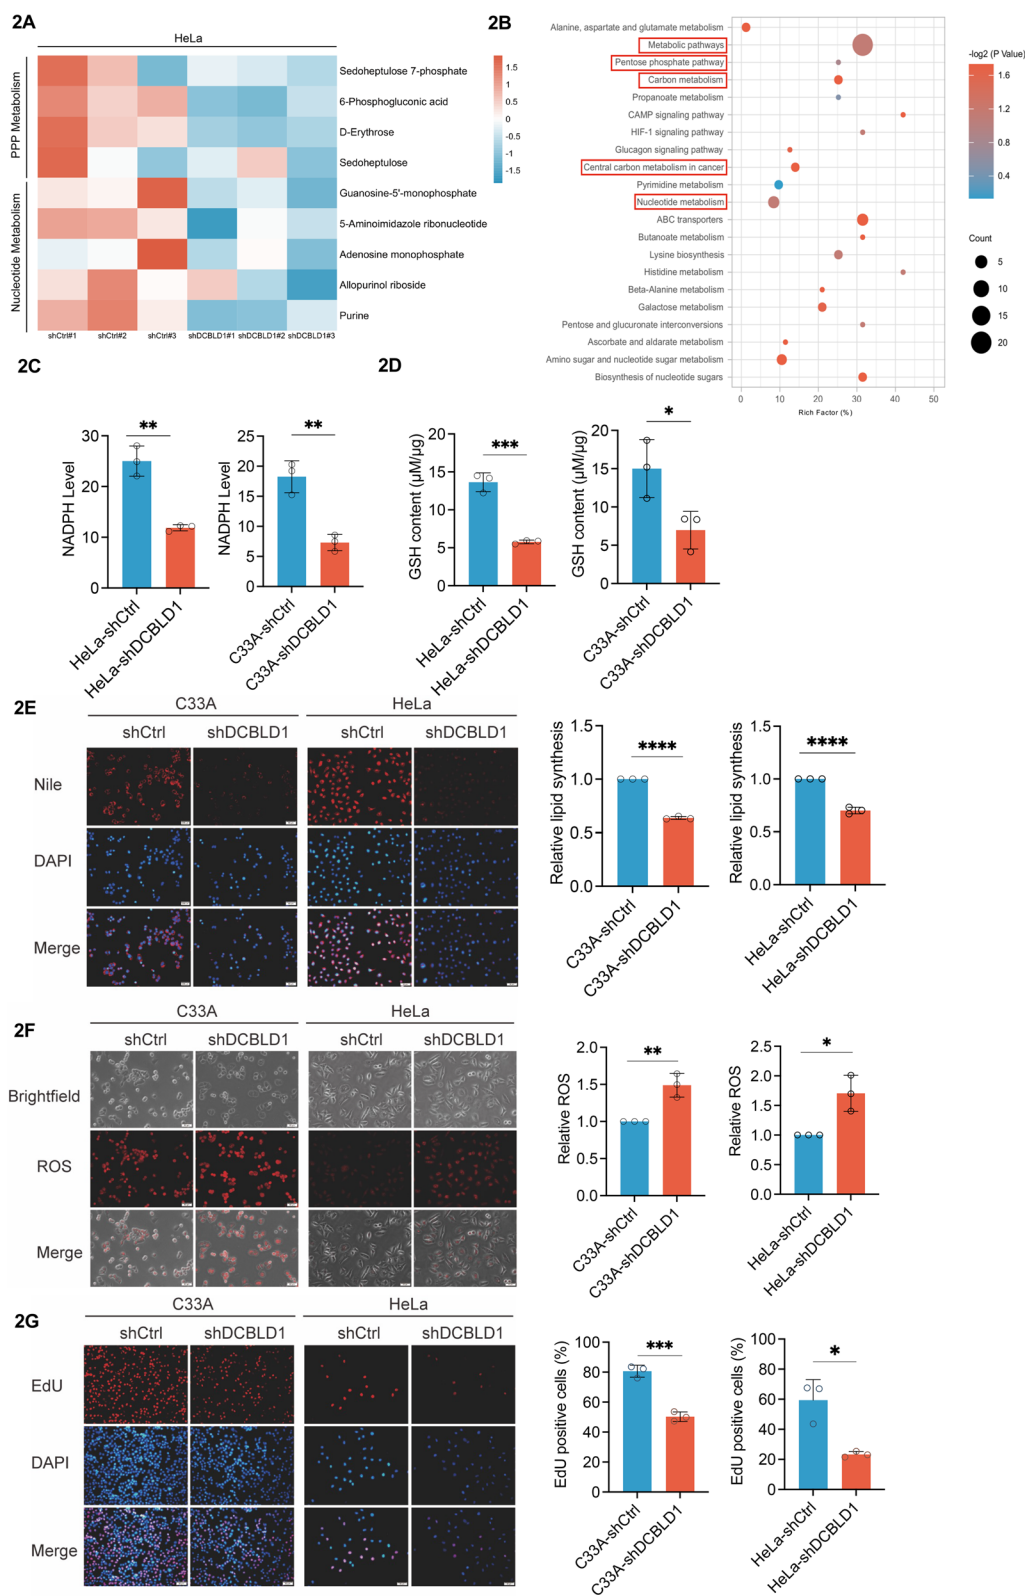 2A
HeLa
PPP Metabolism
Nucleotide Metabolism
Sedoheptulose 7-phosphate
6-Phosphogluconic acid
D-Erythrose
Sedoheptulose
Guanosine-5'-monophosphate
5-Aminoimidazole ribonucleotide
Adenosine monophosphate
Allopurinol riboside
Purine
shCtrl#1 shCtrl#2 shCtrl#3 shDCBLD1#1 shDCBLD1#2 shDCBLD1#3
1.5
1
0.5
0
-0.5
-1
-1.5
2B
Alanine, aspartate and glutamate metabolism
Metabolic pathways
Pentose phosphate pathway
Carbon metabolism
Propanoate metabolism
CAMP signaling pathway
HIF-1 signaling pathway
Glucagon signaling pathway
Central carbon metabolism in cancer
Pyrimidine metabolism
Nucleotide metabolism
ABC transporters
Butanoate metabolism
Lysine biosynthesis
Histidine metabolism
Beta-Alanine metabolism
Galactose metabolism
Pentose and glucuronate interconversions
Ascorbate and aldarate metabolism
Amino sugar and nucleotide sugar metabolism
Biosynthesis of nucleotide sugars
0 10 20 30 40 50
Rich Factor (%)
-log2 (P Value)
1.6
1.2
0.8
0.4
Count
5
10
15
20
2C
NADPH Level
30
20
10
0
**
HeLa-shCtrl
HeLa-shDCBLD1
NADPH Level
25
20
15
10
5
0
**
C33A-shCtrl
C33A-shDCBLD1
2D
GSH content (μM/μg)
20
15
10
5
0
***
HeLa-shCtrl
HeLa-shDCBLD1
GSH content (μM/μg)
20
15
10
5
0
*
C33A-shCtrl
C33A-shDCBLD1
2E
C33A HeLa
shCtrl shDCBLD1 shCtrl shDCBLD1
Nile
DAPI
Merge
Relative lipid synthesis
1.5
1.0
0.5
0.0
****
C33A-shCtrl
C33A-shDCBLD1
Relative lipid synthesis
1.5
1.0
0.5
0.0
****
HeLa-shCtrl
HeLa-shDCBLD1
2F
C33A HeLa
shCtrl shDCBLD1 shCtrl shDCBLD1
Brightfield
ROS
Merge
Relative ROS
2.0
1.5
1.0
0.5
0.0
**
C33A-shCtrl
C33A-shDCBLD1
Relative ROS
2.5
2.0
1.5
1.0
0.5
0.0
*
HeLa-shCtrl
HeLa-shDCBLD1
2G
C33A HeLa
shCtrl shDCBLD1 shCtrl shDCBLD1
EdU
DAPI
Merge
EdU positive cells (%)
100
80
60
40
20
0
***
C33A-shCtrl
C33A-shDCBLD1
EdU positive cells (%)
100
80
60
40
20
0
*
HeLa-shCtrl
HeLa-shDCBLD1